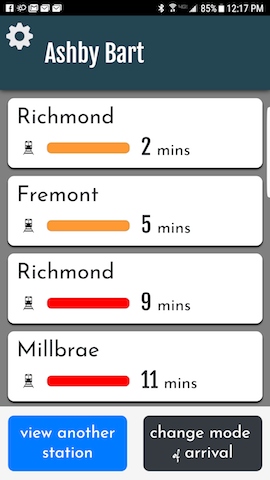 85% 12:17 PM
Ashby Bart
Richmond
2 mins
Fremont
5 mins
Richmond
9 mins
Millbrae
11 mins
view another
station
change mode
of arrival